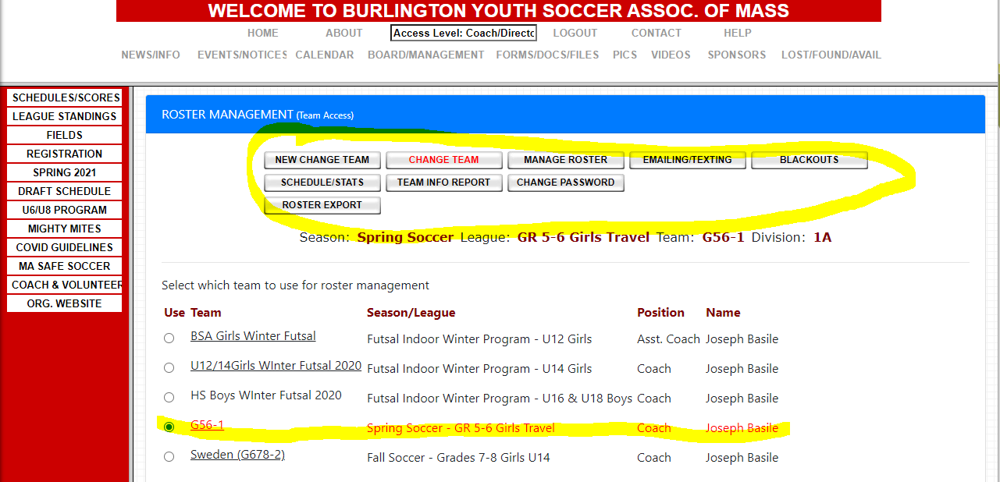 WELCOME TO BURLINGTON YOUTH SOCCER ASSOC. OF MASS
HOME ABOUT Access Level: Coach/Directo LOGOUT CONTACT HELP
NEWS/INFO EVENTS/NOTICES CALENDAR BOARD/MANAGEMENT FORMS/DOCS/FILES PICS VIDEOS SPONSORS LOST/FOUND/AVAIL
SCHEDULES/SCORES
LEAGUE STANDINGS
FIELDS
REGISTRATION
SPRING 2021
DRAFT SCHEDULE
U6/U8 PROGRAM
MIGHTY MITES
COVID GUIDELINES
MA SAFE SOCCER
COACH & VOLUNTEER
ORG. WEBSITE
ROSTER MANAGEMENT (Team Access)
NEW CHANGE TEAM CHANGE TEAM MANAGE ROSTER EMAILING/TEXTING BLACKOUTS
SCHEDULE/STATS TEAM INFO REPORT CHANGE PASSWORD
ROSTER EXPORT
Season: Spring Soccer League: GR 5-6 Girls Travel Team: G56-1 Division: 1A
Select which team to use for roster management
Use Team Season/League Position Name
BSA Girls Winter Futsal Futsal Indoor Winter Program - U12 Girls Asst. Coach Joseph Basile
U12/14Girls WInter Futsal 2020 Futsal Indoor Winter Program - U14 Girls Coach Joseph Basile
HS Boys WInter Futsal 2020 Futsal Indoor Winter Program - U16 & U18 Boys Coach Joseph Basile
G56-1 Spring Soccer - GR 5-6 Girls Travel Coach Joseph Basile
Sweden (G678-2) Fall Soccer - Grades 7-8 Girls U14 Coach Joseph Basile